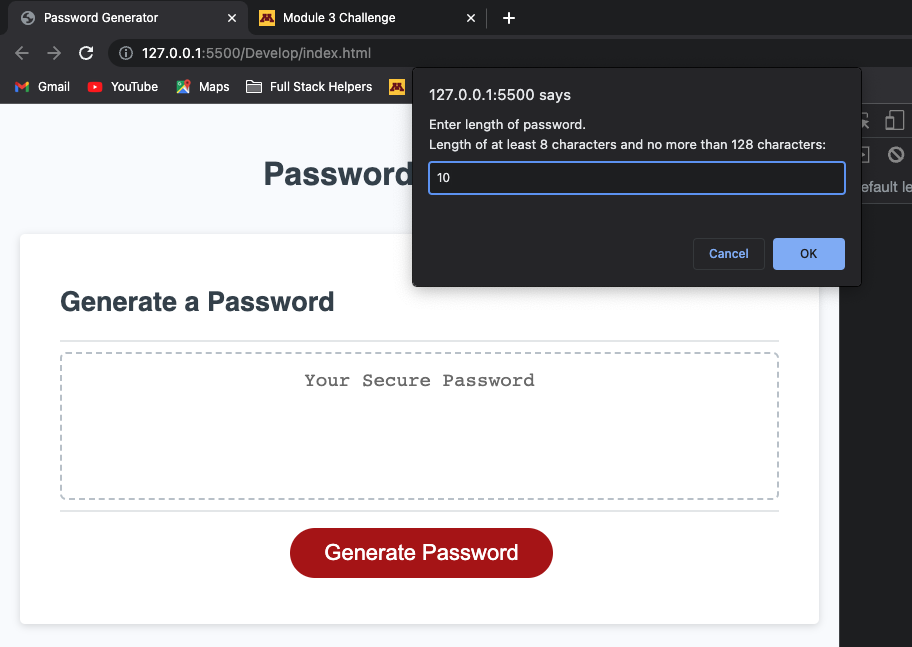 Password Generator
Module 3 Challenge
127.0.0.1:5500/Develop/index.html
Gmail
YouTube
Maps
Full Stack Helpers
127.0.0.1:5500 says
Enter length of password.
Length of at least 8 characters and no more than 128 characters:
10
Cancel
OK
Password
efault le
Generate a Password
Your Secure Password
Generate Password